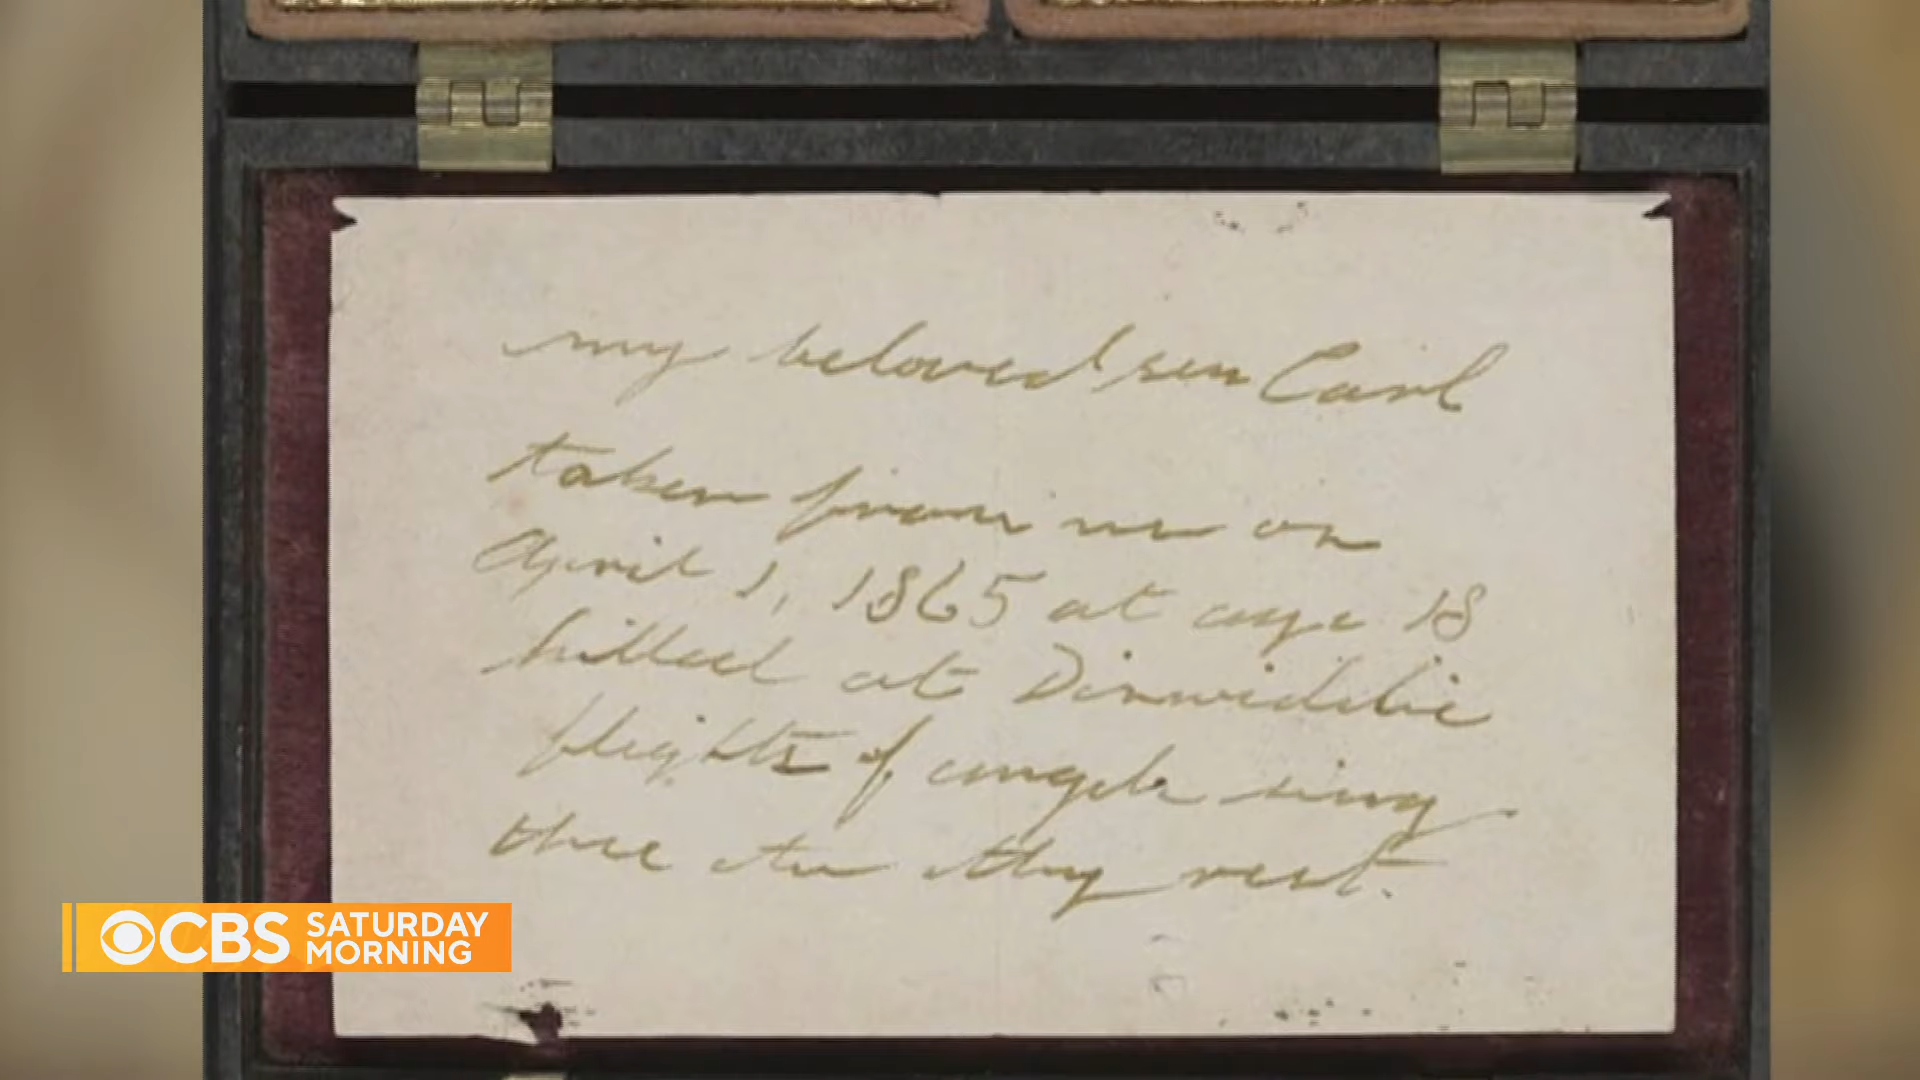 my beloved son Carl
taken from me on
April 1, 1865 at age 18
killed at Dinwiddie
flights of angels sing
thee to thy rest.
CBS SATURDAY
MORNING